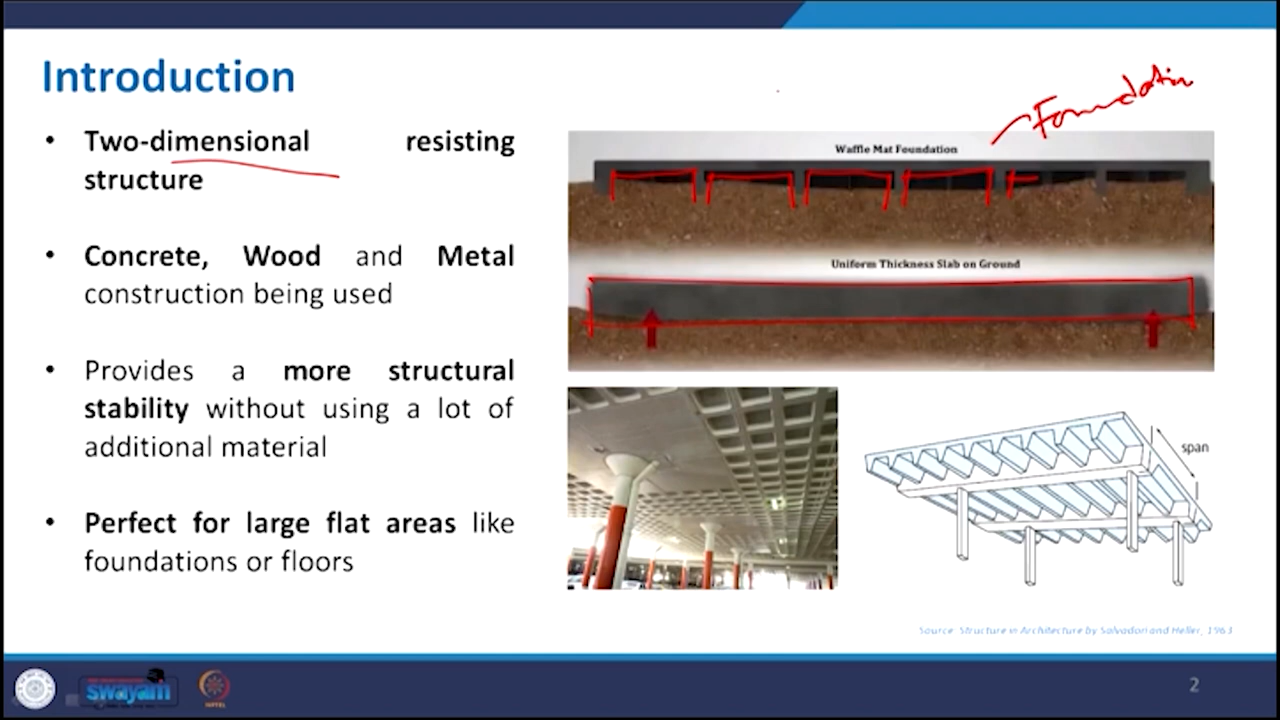 Introduction
• Two-dimensional resisting
structure
• Concrete, Wood and Metal
construction being used
• Provides a more structural
stability without using a lot of
additional material
• Perfect for large flat areas like
foundations or floors
Foundatin
Waffle Mat Foundation
Uniform Thickness Slab on Ground
span
Source: Structure in Architecture by Salvadori and Heller, 1963
swayam
2